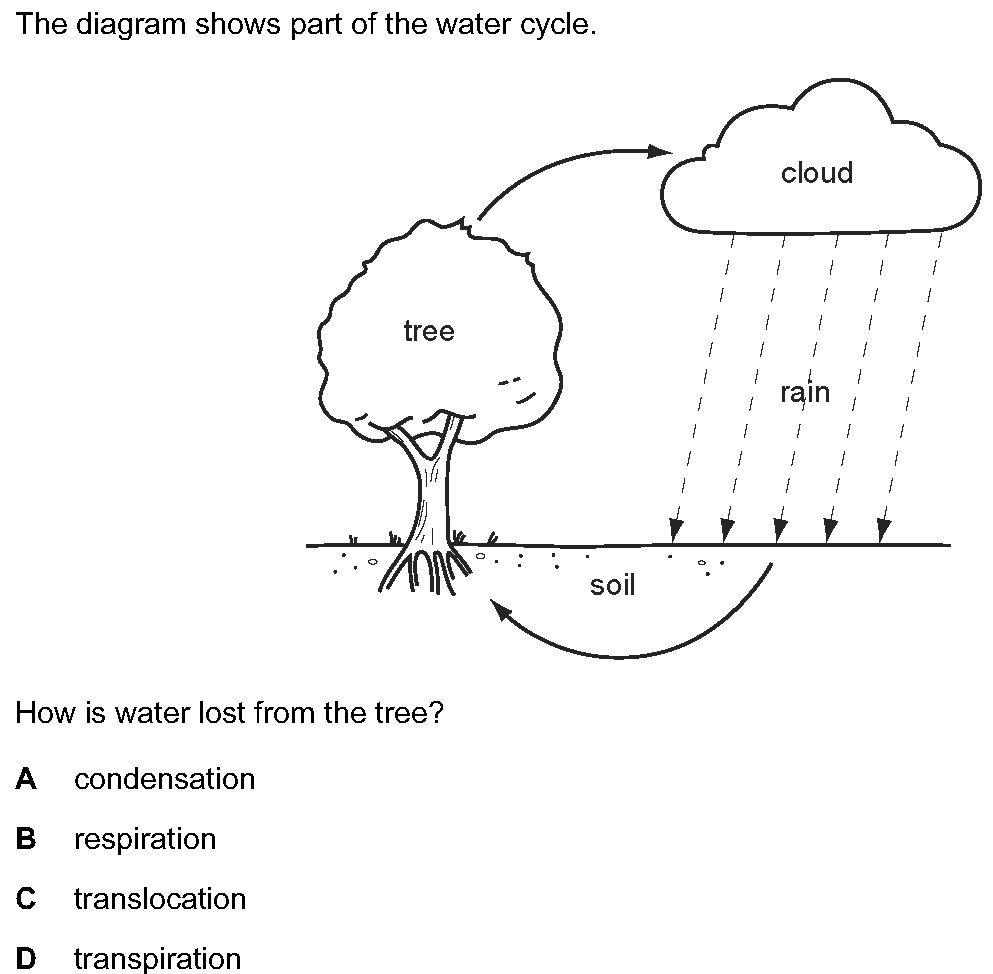 The diagram shows part of the water cycle.
cloud
tree
rain
soil
How is water lost from the tree?
A condensation
B respiration
C translocation
D transpiration